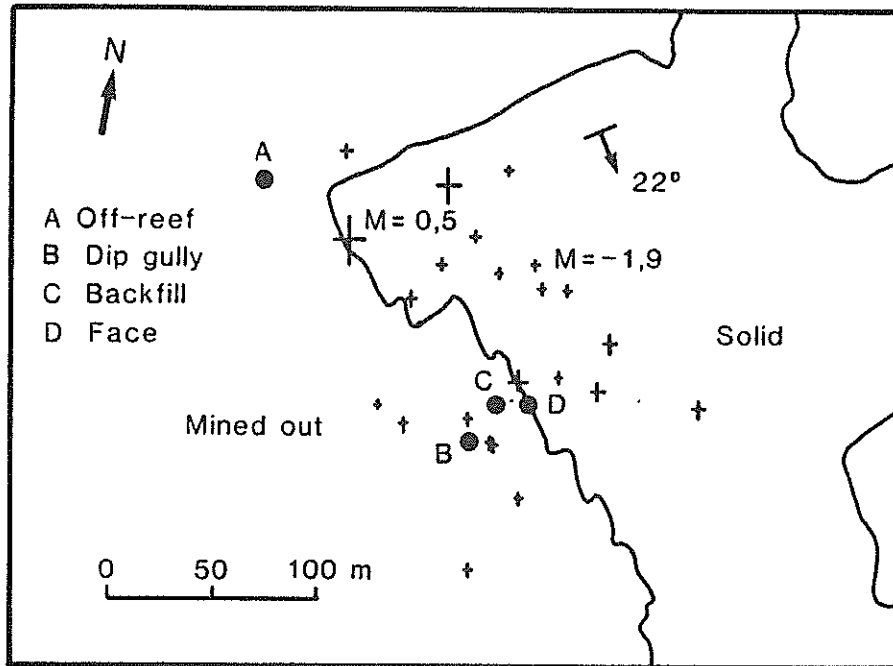 N
A
22°
A Off-reef
M = 0,5
B Dip gully
M = -1,9
C Backfill
D Face
Solid
C
D
Mined out
B
0 50 100 m